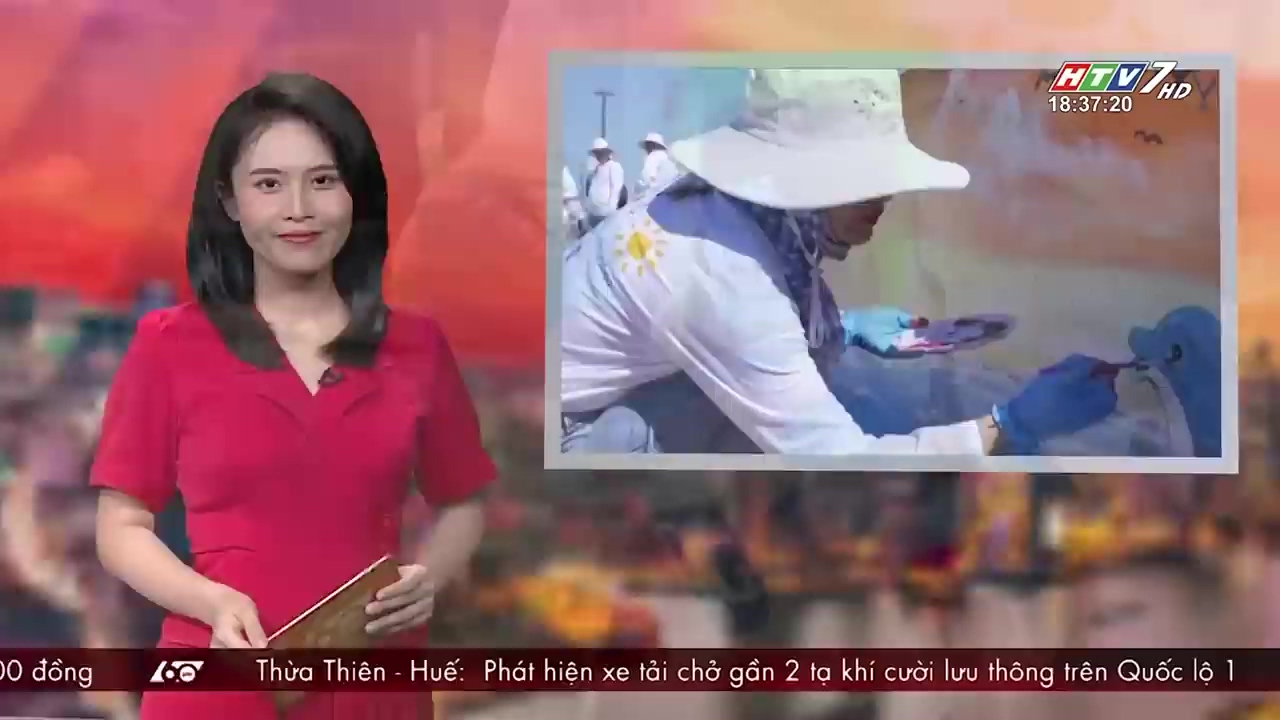 HTV7 HD
18:37:20
00 đồng 60 Thừa Thiên - Huế: Phát hiện xe tải chở gần 2 tạ khí cười lưu thông trên Quốc lộ 1